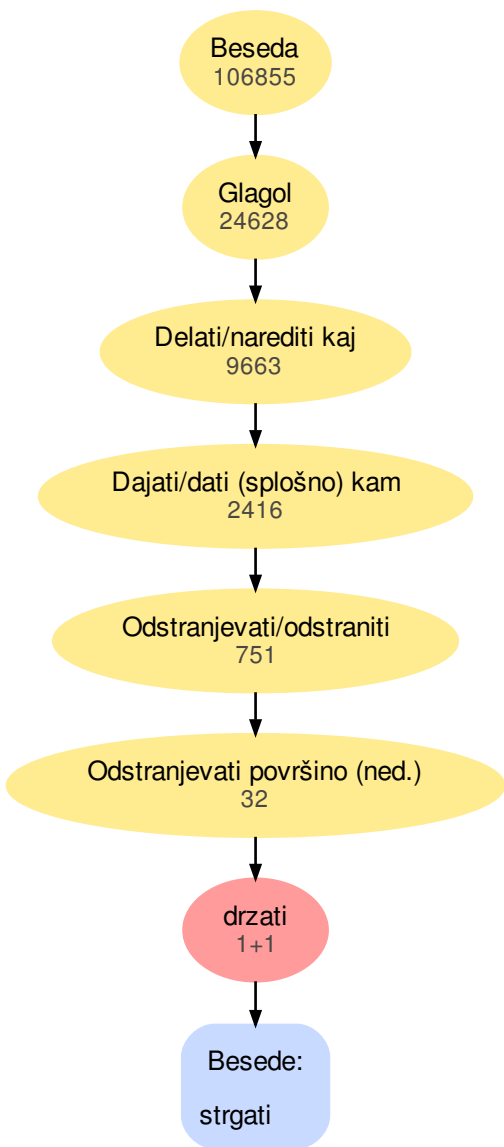 Beseda
106855
Glagol
24628
Delati/narediti kaj
9663
Dajati/dati (splošno) kam
2416
Odstranjevati/odstraniti
751
Odstranjevati površino (ned.)
32
drzati
1+1
Besede:
strgati